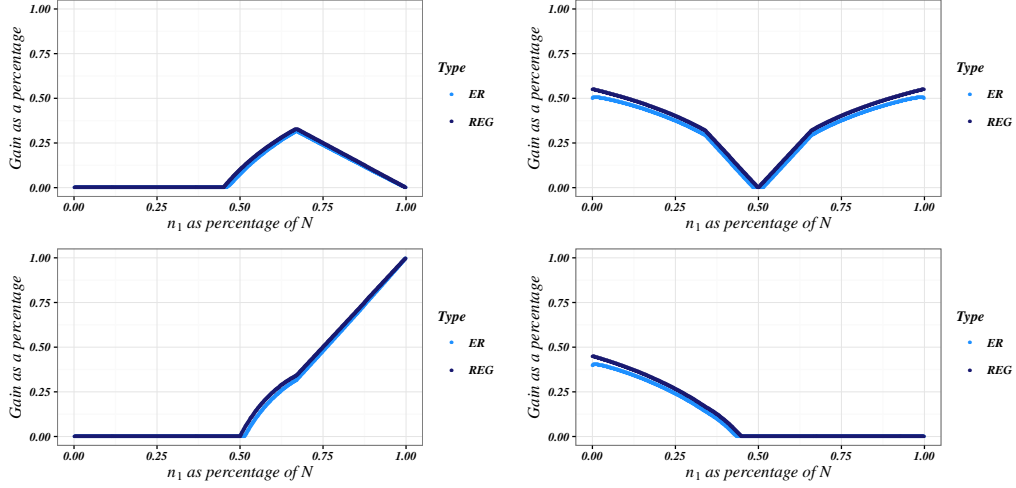 Gain as a percentage
1.00
0.75
0.50
0.25
0.00
0.00 0.25 0.50 0.75 1.00
n1 as percentage of N
Type
ER
REG
Gain as a percentage
1.00
0.75
0.50
0.25
0.00
0.00 0.25 0.50 0.75 1.00
n1 as percentage of N
Type
ER
REG
Gain as a percentage
1.00
0.75
0.50
0.25
0.00
0.00 0.25 0.50 0.75 1.00
n1 as percentage of N
Type
ER
REG
Gain as a percentage
1.00
0.75
0.50
0.25
0.00
0.00 0.25 0.50 0.75 1.00
n1 as percentage of N
Type
ER
REG